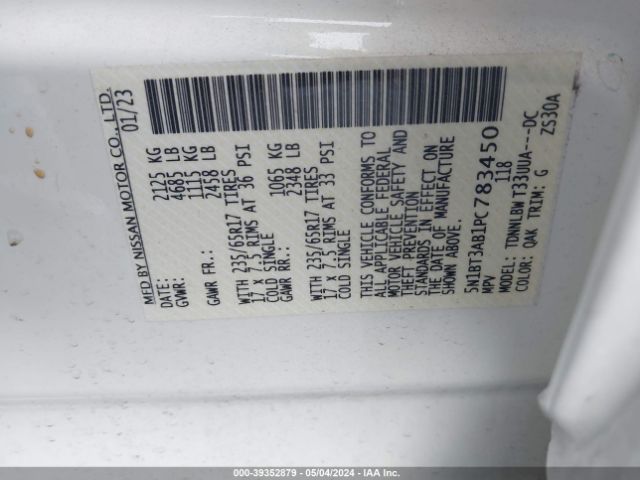 MFD BY NISSAN MOTOR CO., LTD.
DATE: 01/23
GVWR: 2125 KG
4685 LB
GAWR FR.: 1115 KG
2458 LB
WITH 235/65R17 TIRES
17 X 7.5 RIMS AT 36 PSI
COLD SINGLE
GAWR RR.: 1065 KG
2348 LB
WITH 235/65R17 TIRES
17 X 7.5 RIMS AT 33 PSI
COLD SINGLE
THIS VEHICLE CONFORMS TO
ALL APPLICABLE FEDERAL
MOTOR VEHICLE SAFETY AND
THEFT PREVENTION
STANDARDS IN EFFECT ON
THE DATE OF MANUFACTURE
SHOWN ABOVE.
5N1BT3AB1PC783450
MPV 118
MODEL: TDWNLBW T33UUA----DC
COLOR: QAK TRIM: G ZS30A
000-39352879 - 05/04/2024 - IAA Inc.